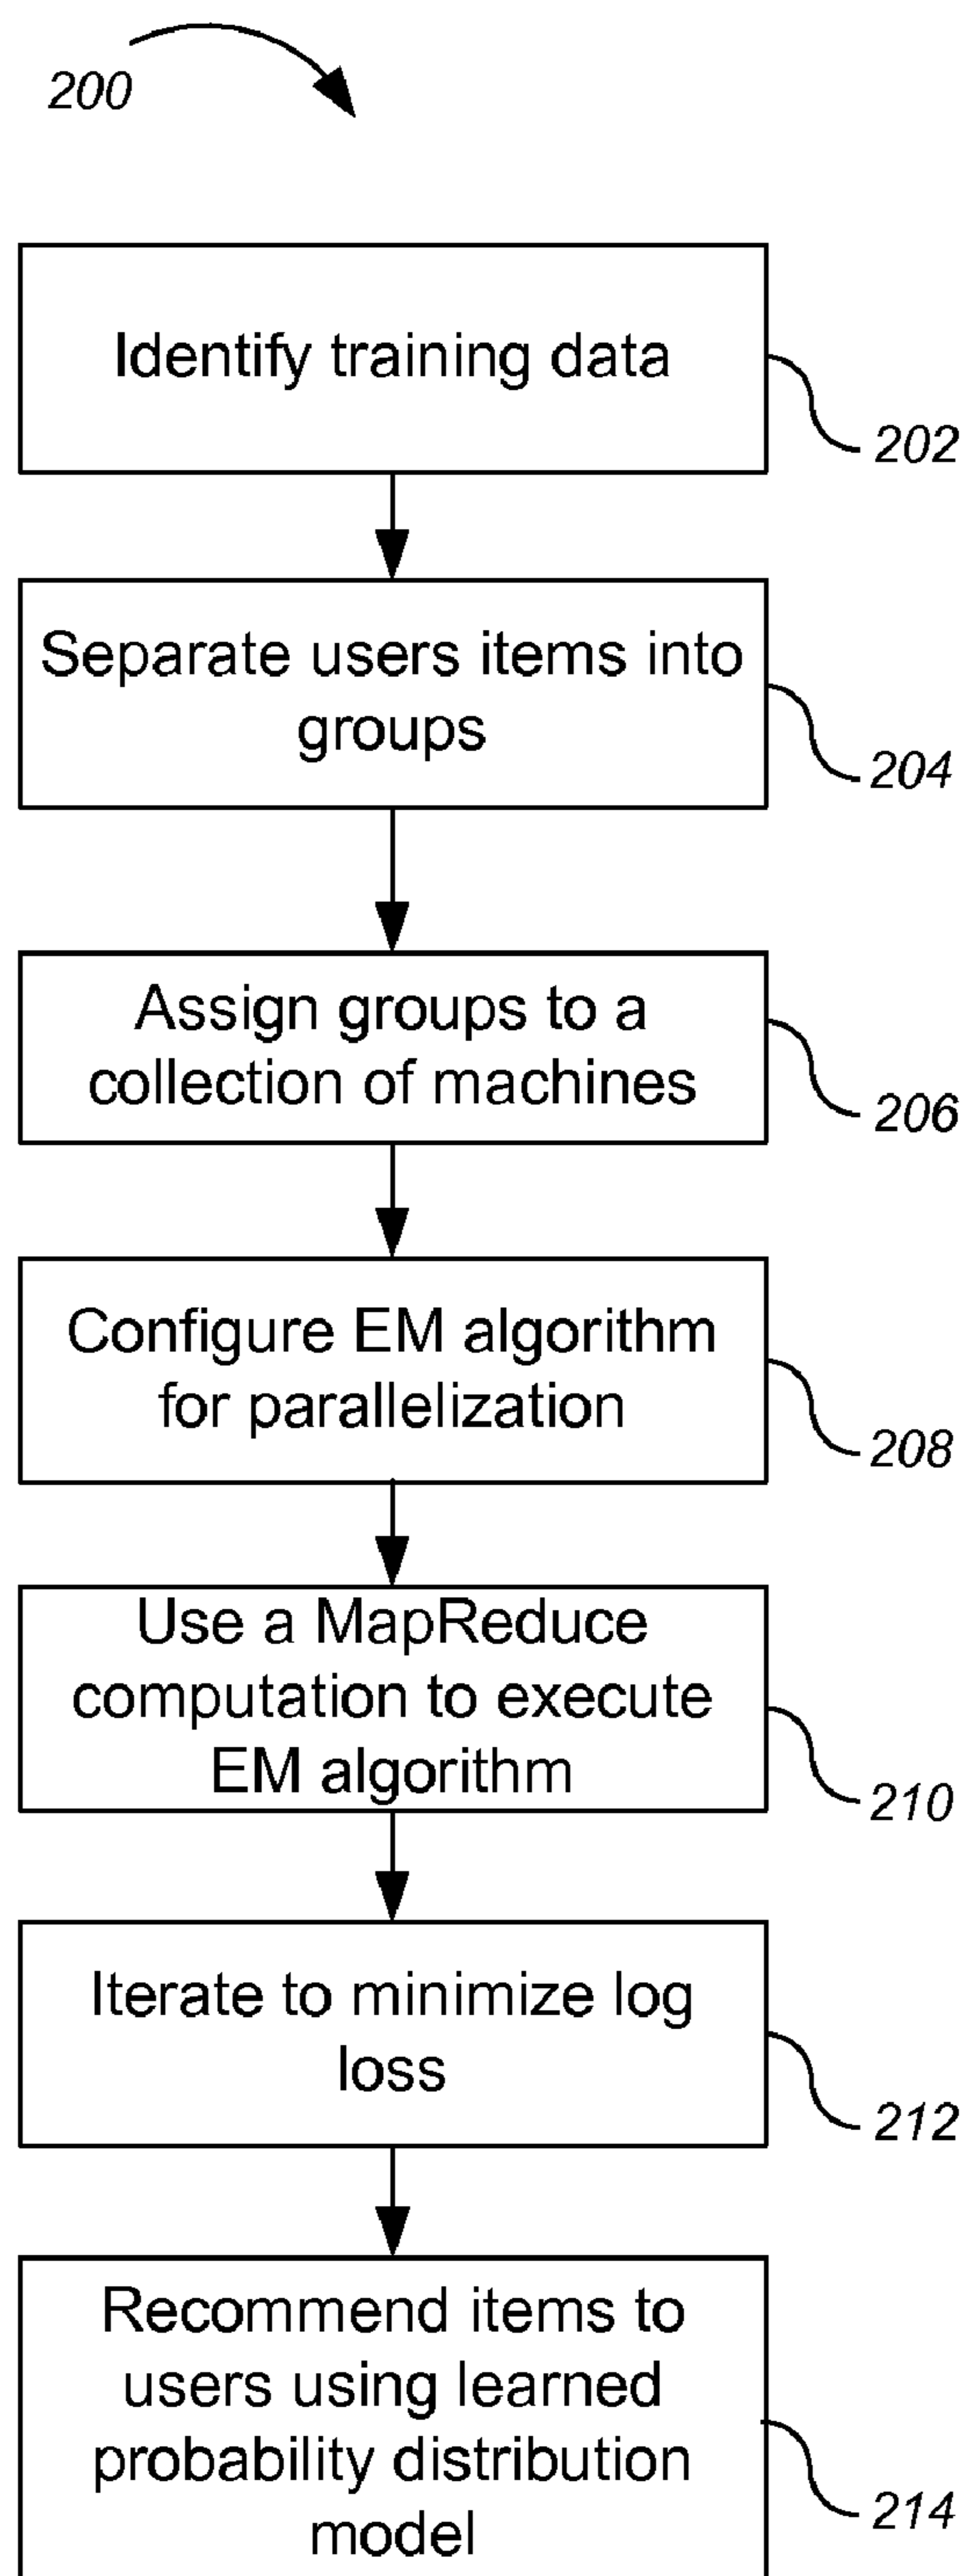 200
Identify training data
202
Separate users items into
groups
204
Assign groups to a
collection of machines
206
Configure EM algorithm
for parallelization
208
Use a MapReduce
computation to execute
EM algorithm
210
Iterate to minimize log
loss
212
Recommend items to
users using learned
probability distribution
model
214